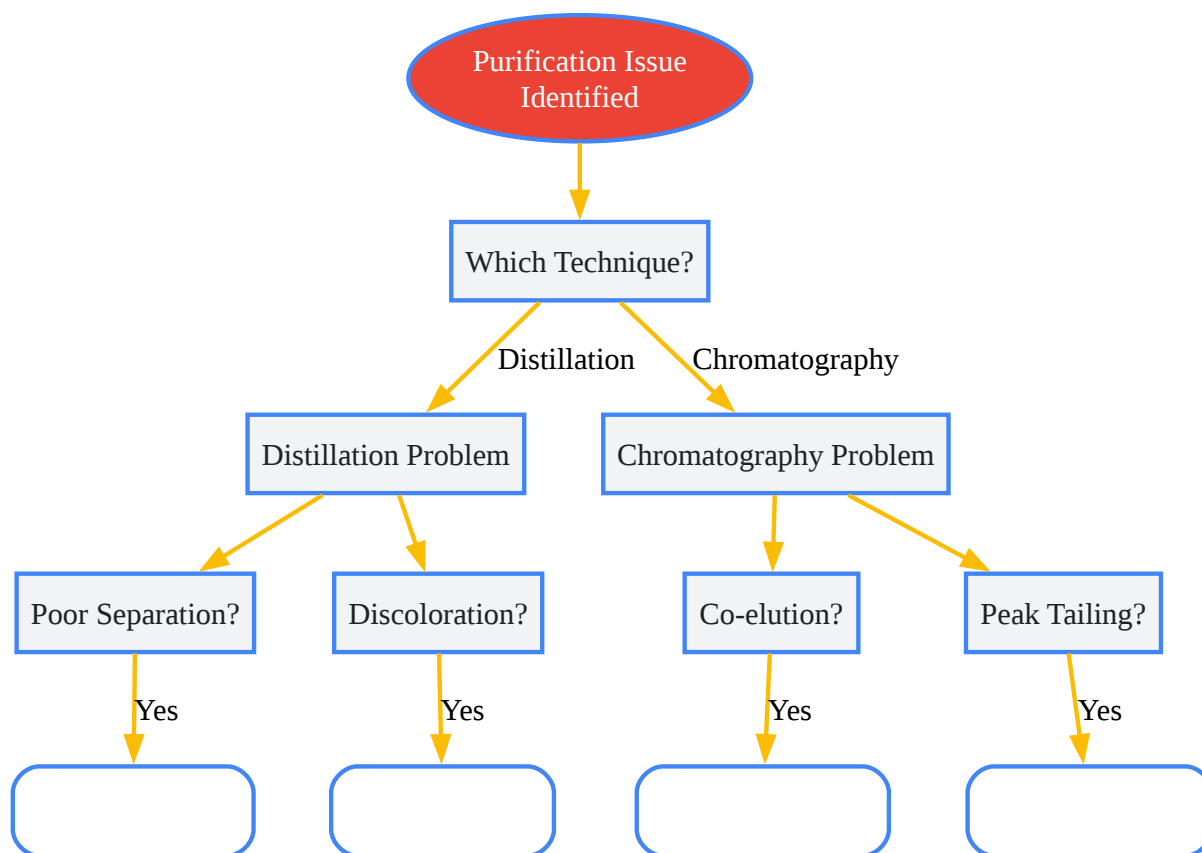 Purification Issue
Identified
Which Technique?
Distillation
Chromatography
Distillation Problem
Chromatography Problem
Poor Separation?
Discoloration?
Co-elution?
Peak Tailing?
Yes
Yes
Yes
Yes